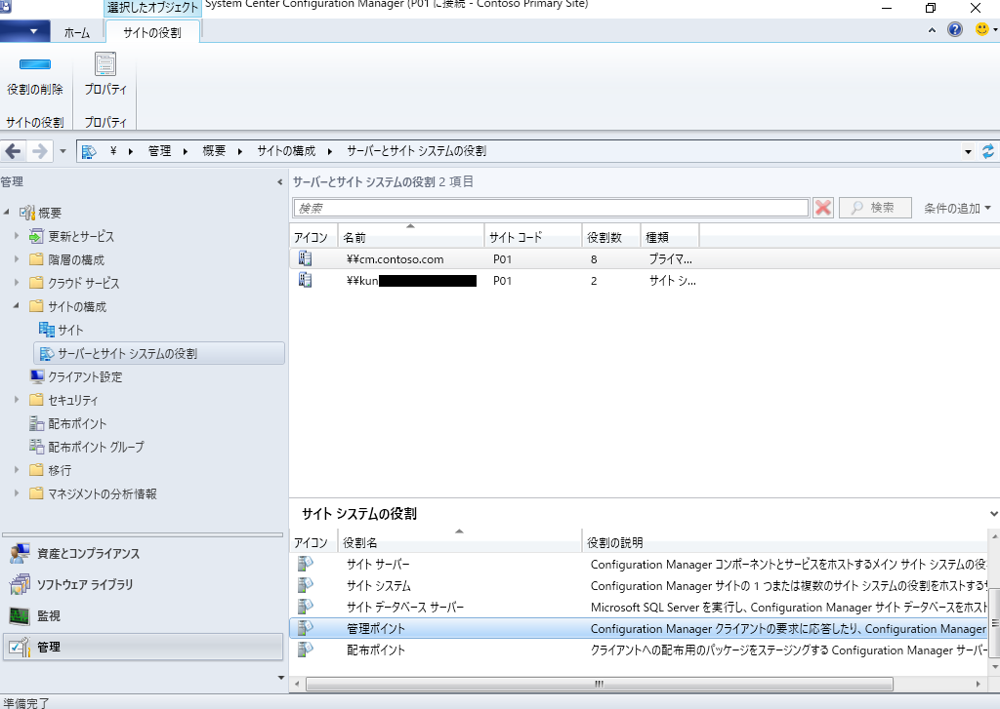 選択したオブジェクト
System Center Configuration Manager (P01 に接続 - Contoso Primary Site)
ホーム
サイトの役割
役割の削除
プロパティ
サイトの役割
プロパティ
¥ 管理 概要 サイトの構成 サーバーとサイト システムの役割
管理
概要
更新とサービス
階層の構成
クラウド サービス
サイトの構成
サイト
サーバーとサイト システムの役割
クライアント設定
セキュリティ
配布ポイント
配布ポイント グループ
移行
マネジメントの分析情報
資産とコンプライアンス
ソフトウェア ライブラリ
監視
管理
サーバーとサイト システムの役割 2 項目
検索
検索
条件の追加
アイコン 名前 サイト コード 役割数 種類
¥¥cm.contoso.com P01 8 プライマ...
¥¥kun P01 2 サイト シ...
サイト システムの役割
アイコン 役割名 役割の説明
サイト サーバー Configuration Manager コンポーネントとサービスをホストするメイン サイト システムの役
サイト システム Configuration Manager サイトの 1 つまたは複数のサイト システムの役割をホストする
サイト データベース サーバー Microsoft SQL Server を実行し、Configuration Manager サイト データベースをホスト
管理ポイント Configuration Manager クライアントの要求に応答したり、Configuration Manager
配布ポイント クライアントへの配布用のパッケージをステージングする Configuration Manager サーバー
準備完了